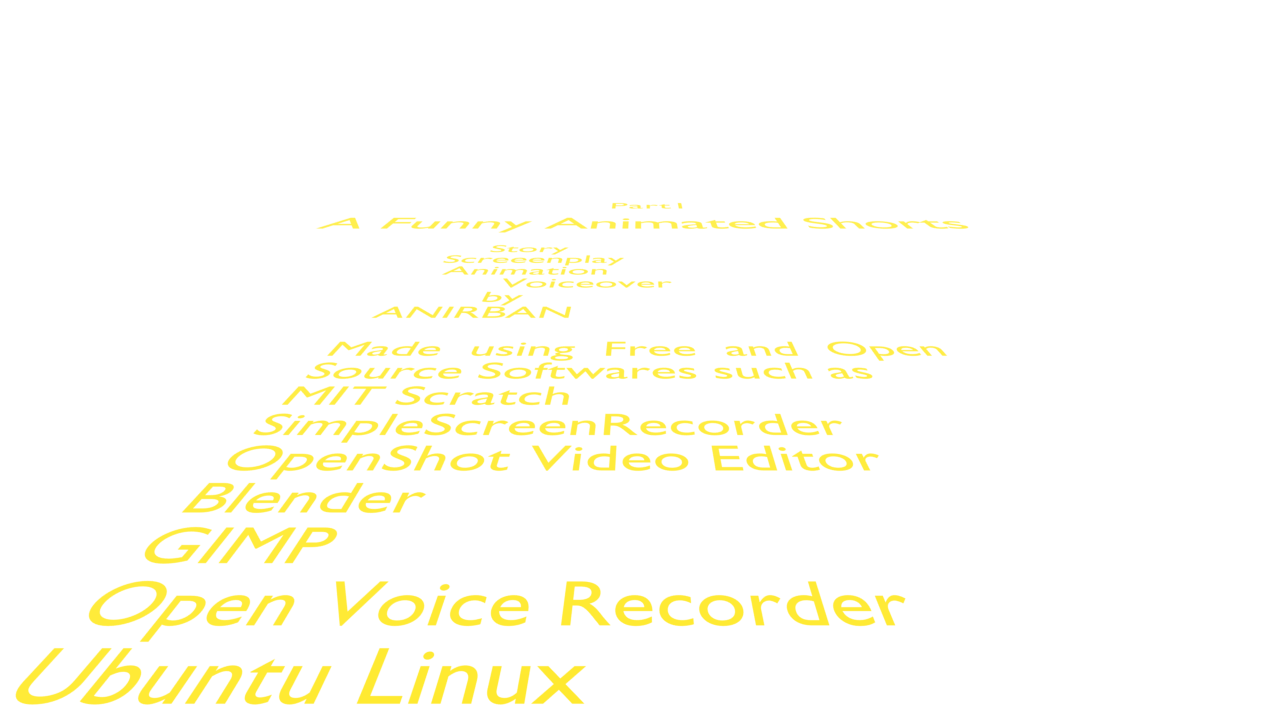 Part I
A Funny Animated Shorts
Story
Screeenplay
Animation
Voiceover
by
ANIRBAN
Made using Free and Open
Source Softwares such as
MIT Scratch
SimpleScreenRecorder
OpenShot Video Editor
Blender
GIMP
Open Voice Recorder
Ubuntu Linux